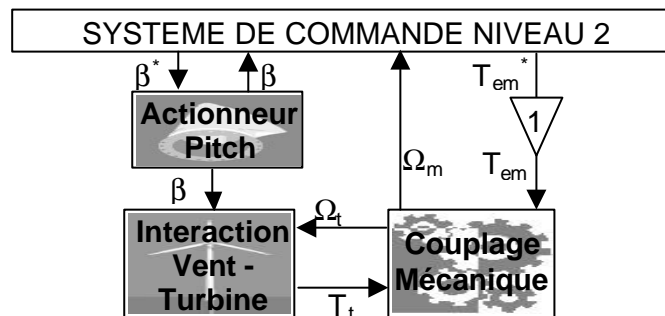 SYSTEME DE COMMANDE NIVEAU 2
β* β Tem*
Actionneur
Pitch
1
Ωm Tem
β
Ωt
Interaction
Vent -
Turbine
Couplage
Mécanique
Tt